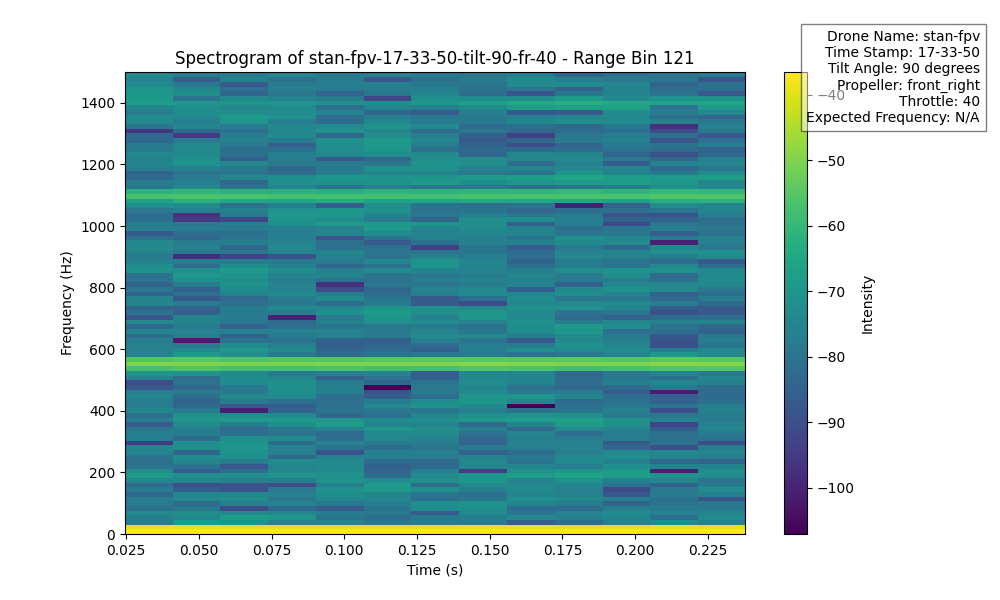 Spectrogram of stan-fpv-17-33-50-tilt-90-fr-40 - Range Bin 121
Drone Name: stan-fpv
Time Stamp: 17-33-50
Tilt Angle: 90 degrees
Propeller: front_right
Throttle: 40
Expected Frequency: N/A
Frequency (Hz)
1400
1200
1000
800
600
400
200
0
0.025
0.050
0.075
0.100
0.125
0.150
0.175
0.200
0.225
Time (s)
−40
−50
−60
−70
−80
−90
−100
Intensity